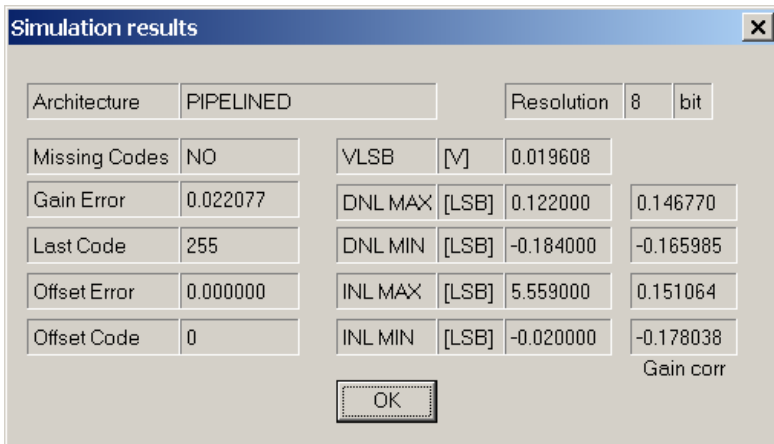 Simulation results
Architecture PIPELINED Resolution 8 bit
Missing Codes NO VLSB [V] 0.019608
Gain Error 0.022077 DNL MAX [LSB] 0.122000 0.146770
Last Code 255 DNL MIN [LSB] -0.184000 -0.165985
Offset Error 0.000000 INL MAX [LSB] 5.559000 0.151064
Offset Code 0 INL MIN [LSB] -0.020000 -0.178038
Gain corr
OK